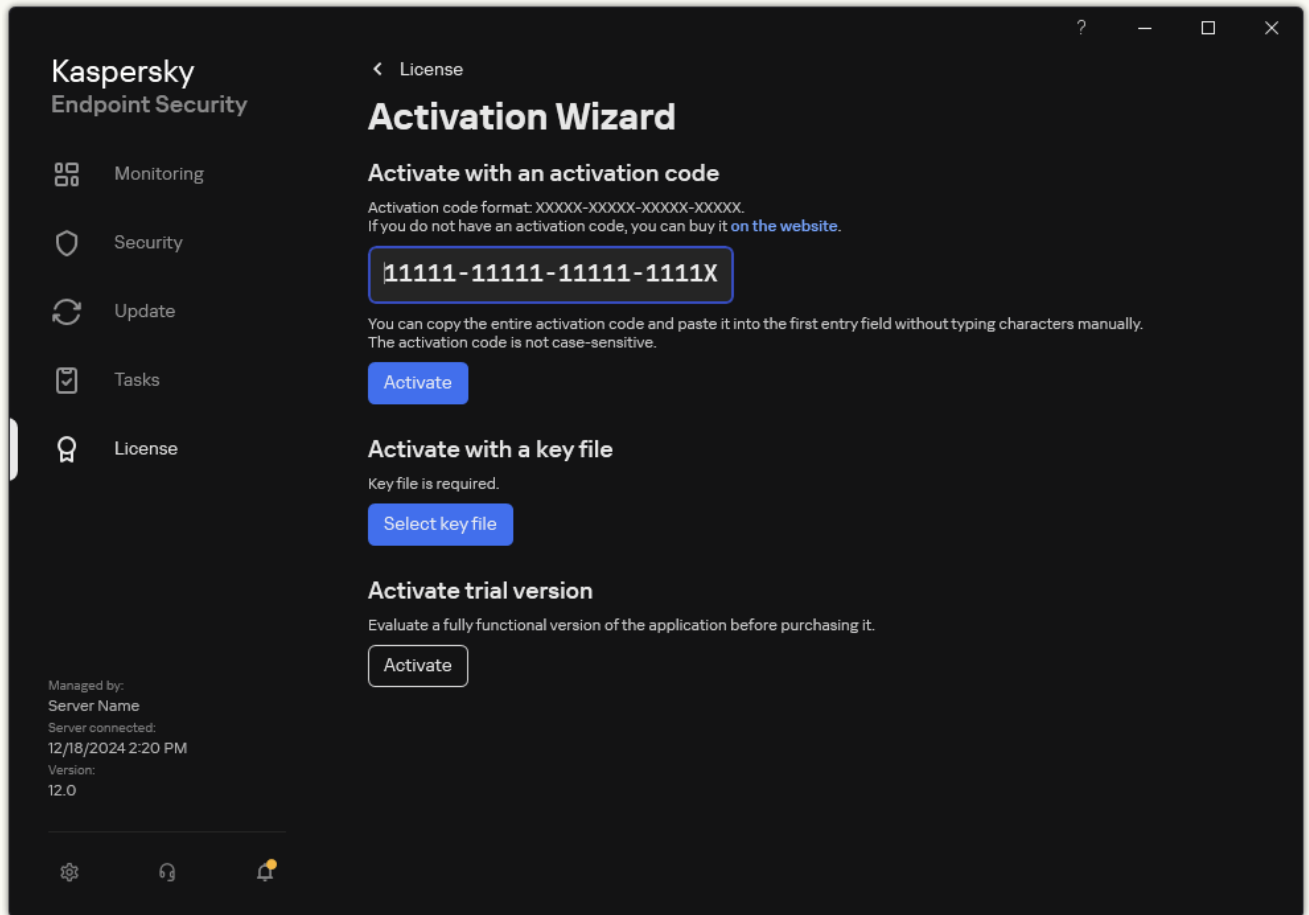 ?
Kaspersky
Endpoint Security
Monitoring
Security
Update
Tasks
License
Managed by:
Server Name
Server connected:
12/18/2024 2:20 PM
Version:
12.0
License
Activation Wizard
Activate with an activation code
Activation code format: XXXXX-XXXXX-XXXXX-XXXXX.
If you do not have an activation code, you can buy it on the website.
11111-11111-11111-1111X
You can copy the entire activation code and paste it into the first entry field without typing characters manually.
The activation code is not case-sensitive.
Activate
Activate with a key file
Key file is required.
Select key file
Activate trial version
Evaluate a fully functional version of the application before purchasing it.
Activate